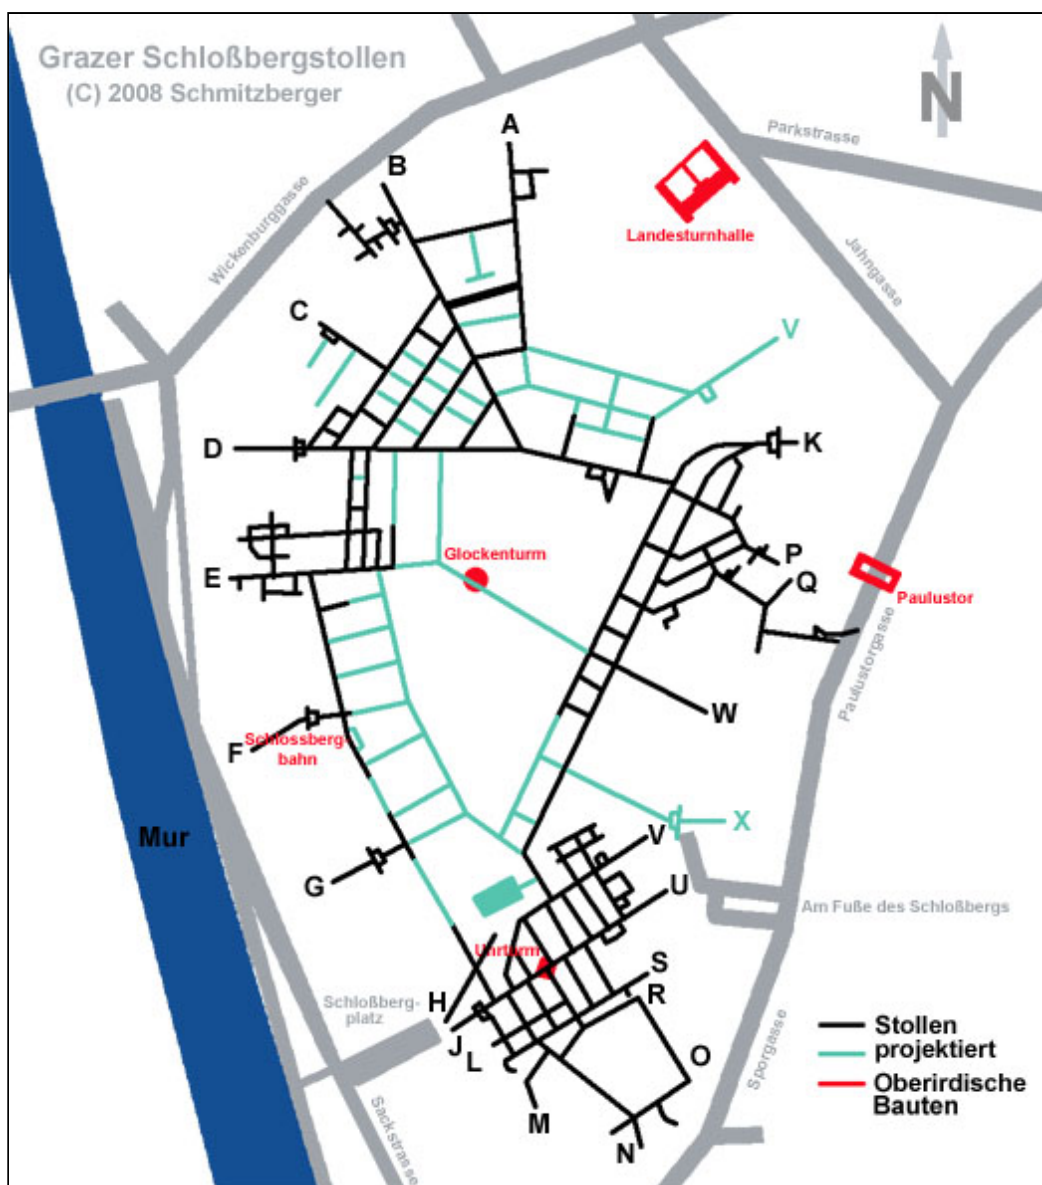 Grazer Schloßbergstollen
(C) 2008 Schmitzberger
N
A
B
Parkstrasse
Landesturnhalle
Wickenburggasse
Jahngasse
C
V
D
K
Glockenturm
E
P
Q
Paulustor
Paulustorgasse
W
F
Schlossberg-
bahn
X
Mur
V
G
U
Am Fuße des Schloßbergs
Uhrturm
S
H
R
Schloßberg-
platz
J
L
O
Stollen
projektiert
Oberirdische
Bauten
Sporgasse
M
N
Sackstrasse